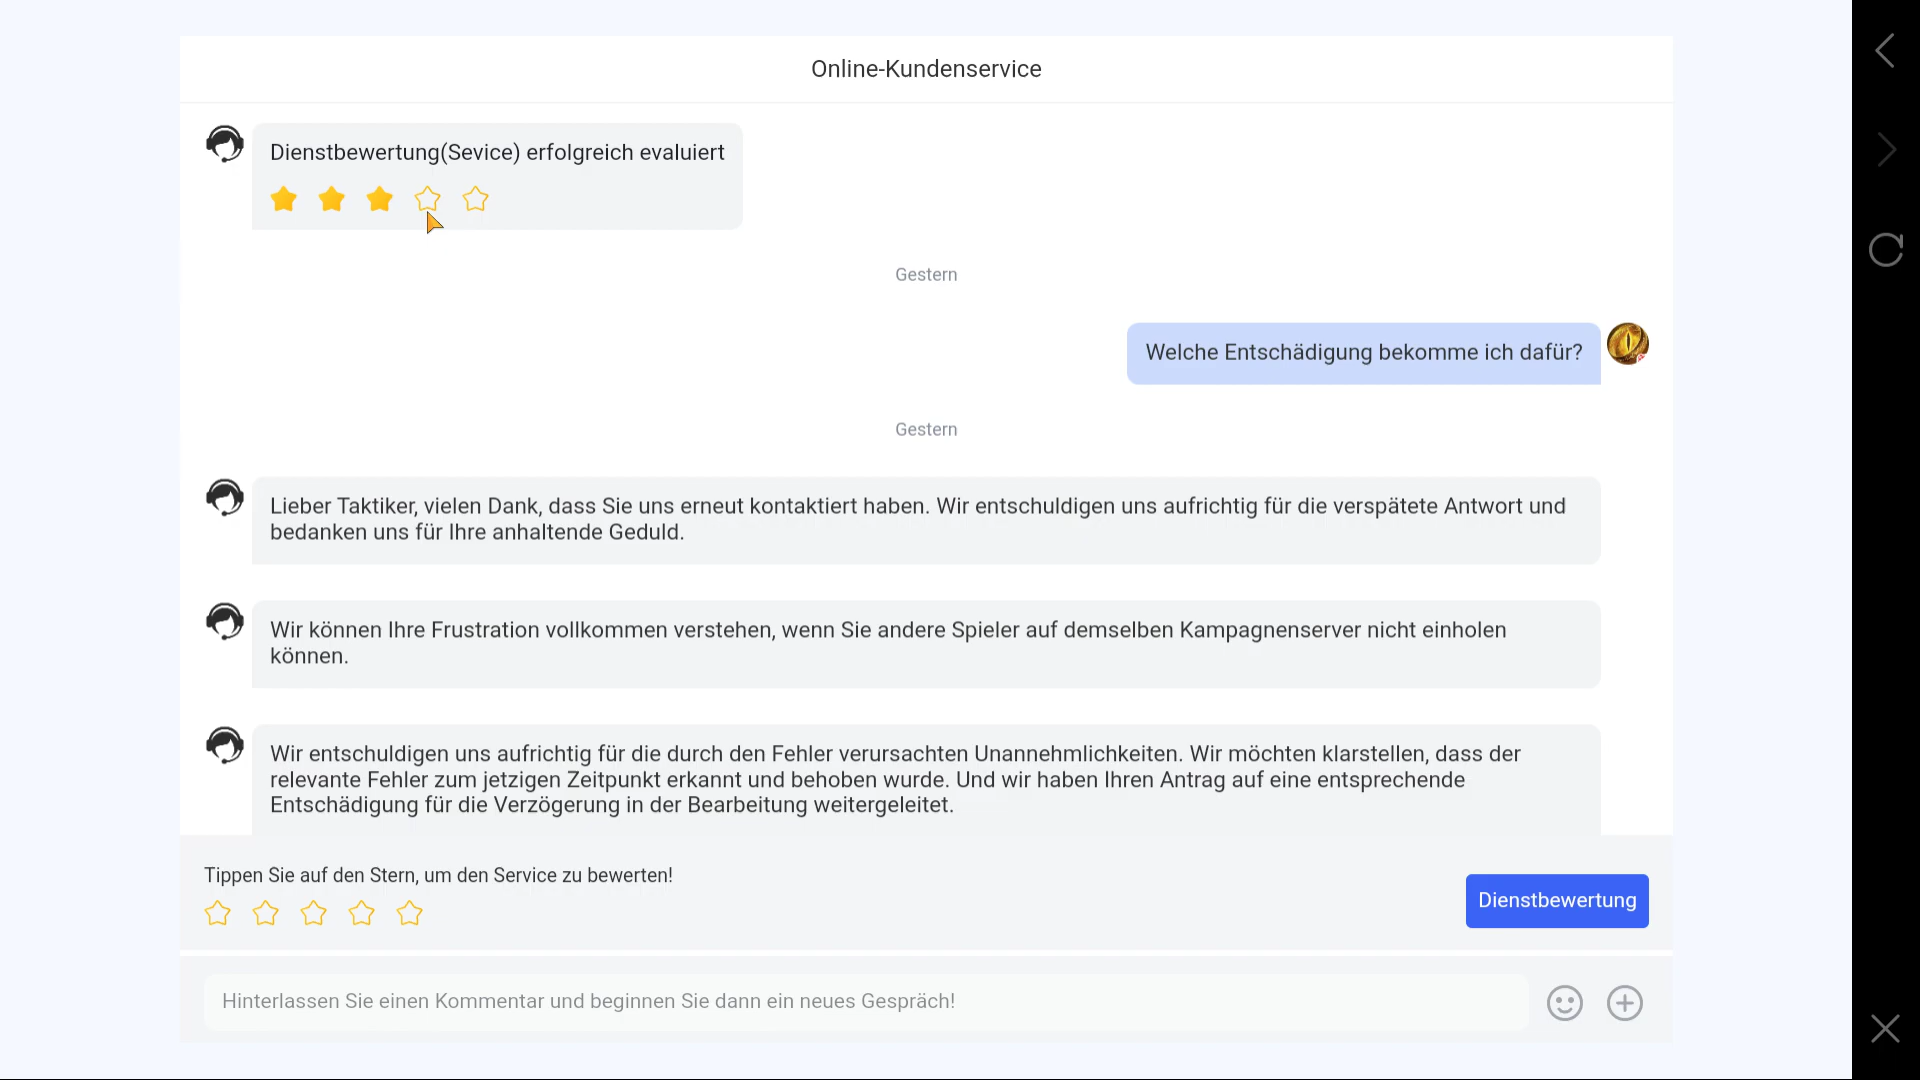 Online-Kundenservice
Dienstbewertung(Sevice) erfolgreich evaluiert
Gestern
Welche Entschädigung bekomme ich dafür?
Gestern
Lieber Taktiker, vielen Dank, dass Sie uns erneut kontaktiert haben. Wir entschuldigen uns aufrichtig für die verspätete Antwort und
bedanken uns für Ihre anhaltende Geduld.
Wir können Ihre Frustration vollkommen verstehen, wenn Sie andere Spieler auf demselben Kampagnenserver nicht einholen
können.
Wir entschuldigen uns aufrichtig für die durch den Fehler verursachten Unannehmlichkeiten. Wir möchten klarstellen, dass der
relevante Fehler zum jetzigen Zeitpunkt erkannt und behoben wurde. Und wir haben Ihren Antrag auf eine entsprechende
Entschädigung für die Verzögerung in der Bearbeitung weitergeleitet.
Tippen Sie auf den Stern, um den Service zu bewerten!
Dienstbewertung
Hinterlassen Sie einen Kommentar und beginnen Sie dann ein neues Gespräch!